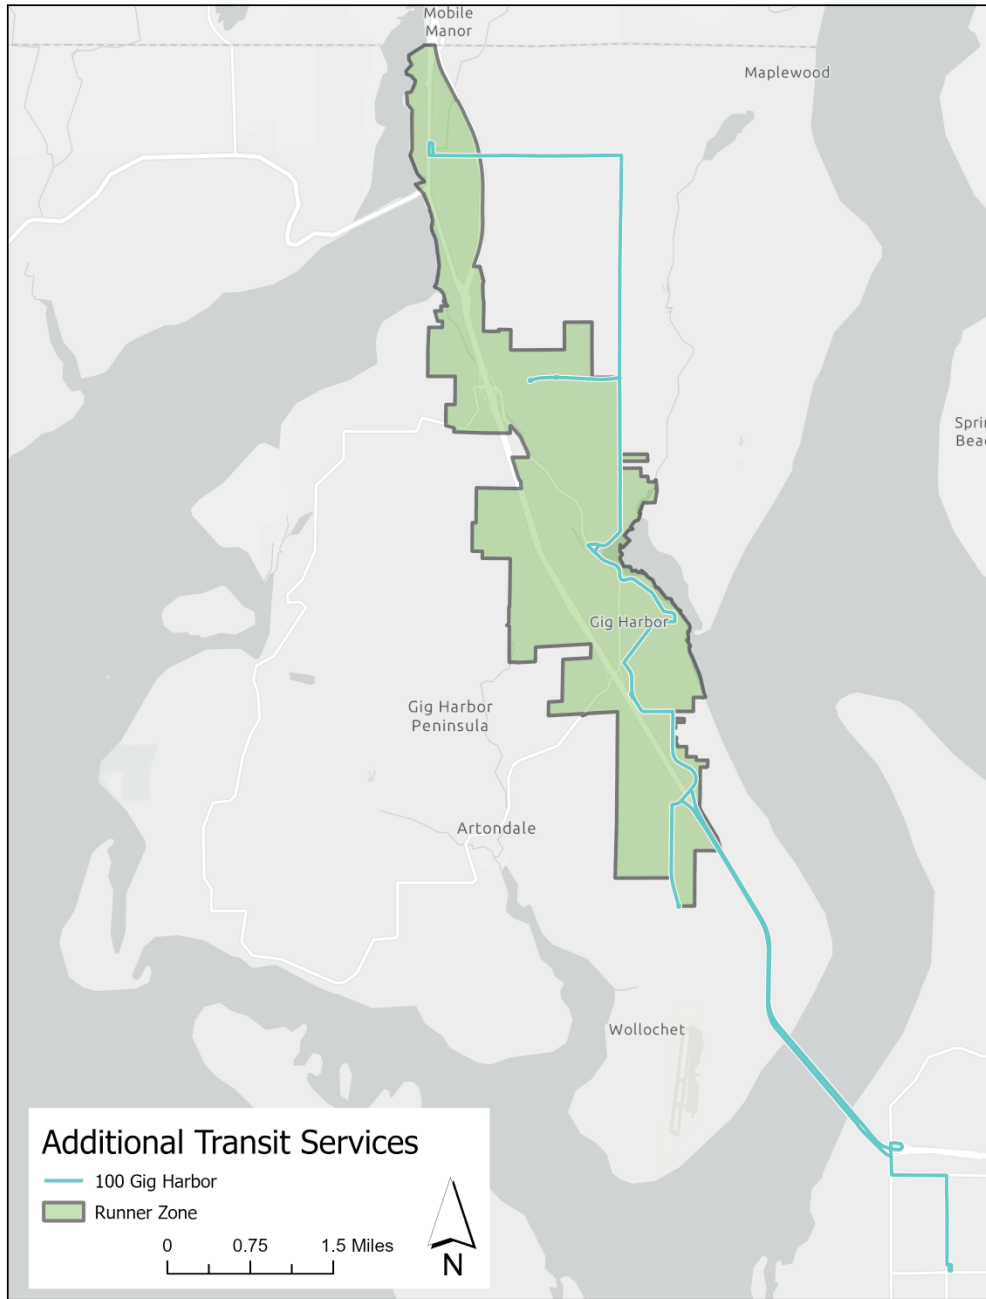 Mobile
Manor
Maplewood
Sprin
Beac
Gig Harbor
Gig Harbor
Peninsula
Artondale
Wollochet
Additional Transit Services
100 Gig Harbor
Runner Zone
0 0.75 1.5 Miles
N